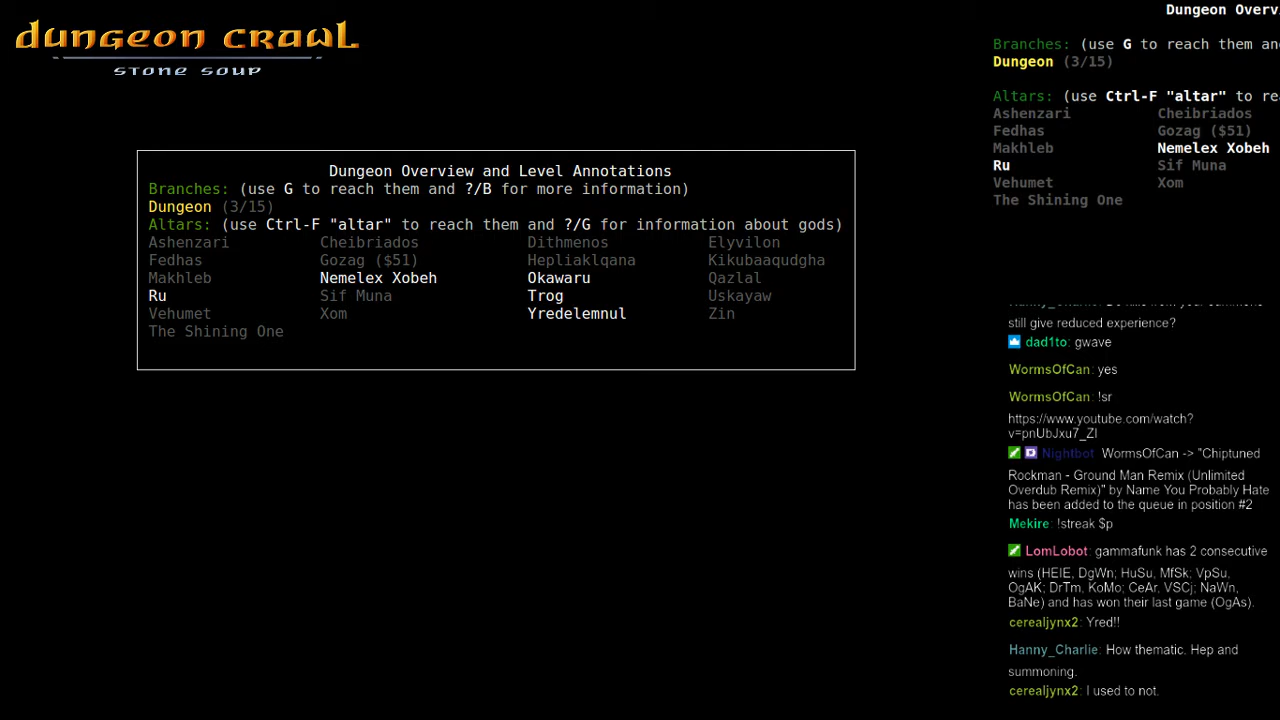 dungeon crawl
stone soup
Dungeon Overview and Level Annotations
Branches: (use G to reach them and ?/B for more information)
Dungeon (3/15)
Altars: (use Ctrl-F "altar" to reach them and ?/G for information about gods)
Ashenzari Cheibriados Dithmenos Elyvilon
Fedhas Gozag ($51) Hepliaklqana Kikubaaqudgha
Makhleb Nemelex Xobeh Okawaru Qazlal
Ru Sif Muna Trog Uskayaw
Vehumet Xom Yredelemnul Zin
The Shining One
Dungeon Overv
Branches: (use G to reach them and
Dungeon (3/15)
Altars: (use Ctrl-F "altar" to rea
Ashenzari Cheibriados
Fedhas Gozag ($51)
Makhleb Nemelex Xobeh
Ru Sif Muna
Vehumet Xom
The Shining One
still give reduced experience?
dad1to: gwave
WormsOfCan: yes
WormsOfCan: !sr
https://www.youtube.com/watch?
v=pnUbJxu7_ZI
Nightbot WormsOfCan -> "Chiptuned
Rockman - Ground Man Remix (Unlimited
Overdub Remix)" by Name You Probably Hate
has been added to the queue in position #2
Mekire: !streak $p
LomLobot: gammafunk has 2 consecutive
wins (HEIE, DgWn; HuSu, MfSk; VpSu,
OgAK; DrTm, KoMo; CeAr, VSCj; NaWn,
BaNe) and has won their last game (OgAs).
cerealjynx2: Yred!!
Hanny_Charlie: How thematic. Hep and
summoning.
cerealjynx2: I used to not.